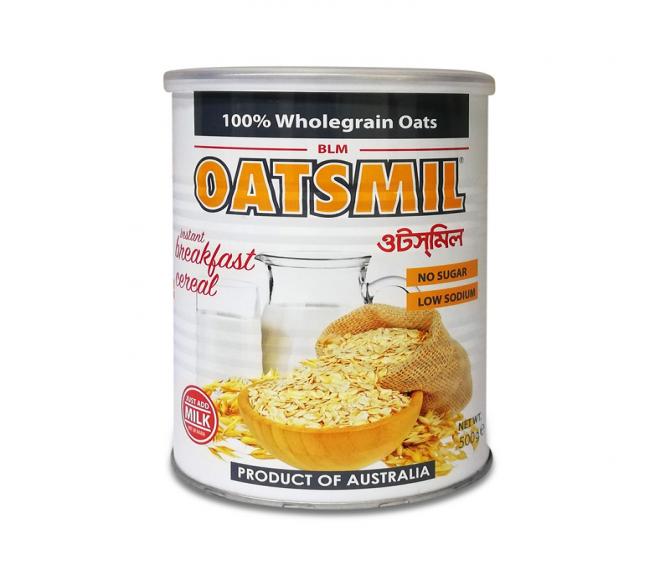 100% Wholegrain Oats
BLM
OATSMIL®
ওটস্‌মিল
instant
breakfast
cereal
NO SUGAR
LOW SODIUM
JUST ADD
MILK
NET WT.
500g e
PRODUCT OF AUSTRALIA